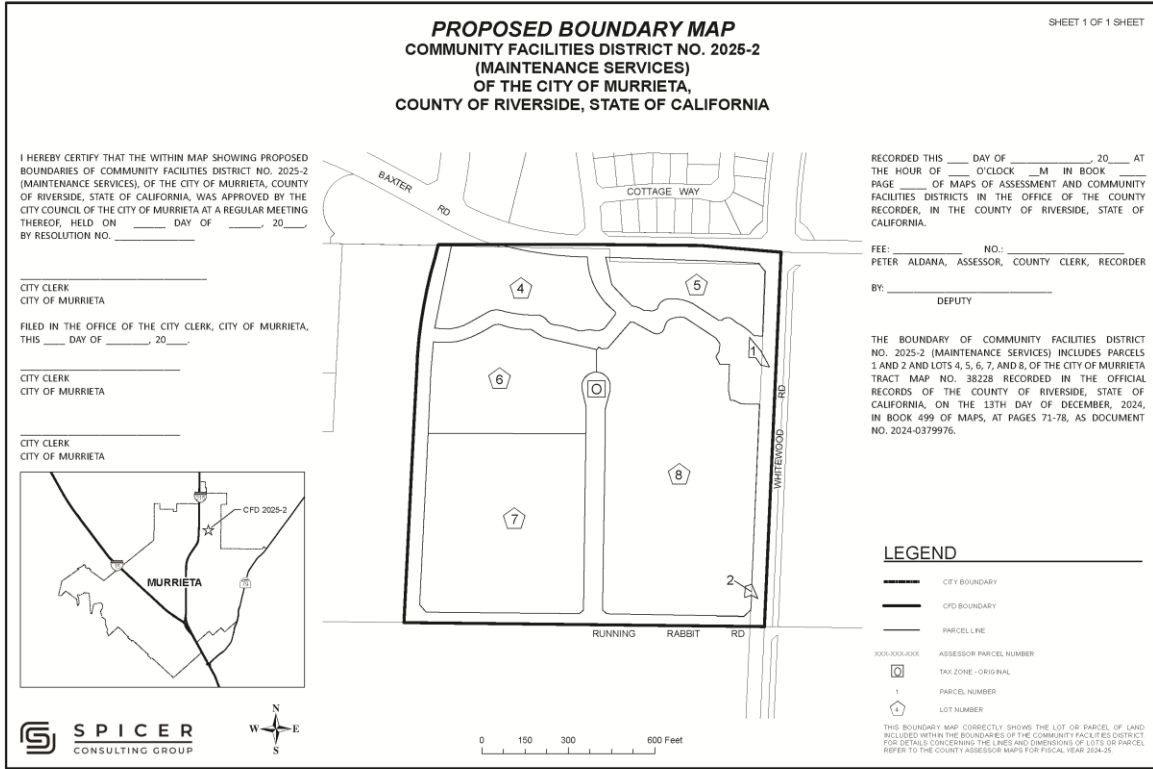 SHEET 1 OF 1 SHEET
PROPOSED BOUNDARY MAP
COMMUNITY FACILITIES DISTRICT NO. 2025-2
(MAINTENANCE SERVICES)
OF THE CITY OF MURRIETA,
COUNTY OF RIVERSIDE, STATE OF CALIFORNIA
I HEREBY CERTIFY THAT THE WITHIN MAP SHOWING PROPOSED
BOUNDARIES OF COMMUNITY FACILITIES DISTRICT NO. 2025-2
(MAINTENANCE SERVICES), OF THE CITY OF MURRIETA, COUNTY
OF RIVERSIDE, STATE OF CALIFORNIA, WAS APPROVED BY THE
CITY COUNCIL OF THE CITY OF MURRIETA AT A REGULAR MEETING
THEREOF, HELD ON _____ DAY OF _____, 20___,
BY RESOLUTION NO. _____________
CITY CLERK
CITY OF MURRIETA
FILED IN THE OFFICE OF THE CITY CLERK, CITY OF MURRIETA,
THIS ____ DAY OF _______, 20___.
CITY CLERK
CITY OF MURRIETA
CITY CLERK
CITY OF MURRIETA
CFD 2025-2
MURRIETA
215
15
79
SPICER
CONSULTING GROUP
N
W E
S
BAXTER RD
COTTAGE WAY
4
5
1
6
O
8
7
2
WHITEWOOD RD
RUNNING RABBIT RD
0 150 300 600 Feet
RECORDED THIS ____ DAY OF _____________, 20____ AT
THE HOUR OF ____ O'CLOCK __M IN BOOK _____
PAGE _____ OF MAPS OF ASSESSMENT AND COMMUNITY
FACILITIES DISTRICTS IN THE OFFICE OF THE COUNTY
RECORDER, IN THE COUNTY OF RIVERSIDE, STATE OF
CALIFORNIA.
FEE: ___________ NO.: ___________________
PETER ALDANA, ASSESSOR, COUNTY CLERK, RECORDER
BY: ___________________________
DEPUTY
THE BOUNDARY OF COMMUNITY FACILITIES DISTRICT
NO. 2025-2 (MAINTENANCE SERVICES) INCLUDES PARCELS
1 AND 2 AND LOTS 4, 5, 6, 7, AND 8, OF THE CITY OF MURRIETA
TRACT MAP NO. 38228 RECORDED IN THE OFFICIAL
RECORDS OF THE COUNTY OF RIVERSIDE, STATE OF
CALIFORNIA, ON THE 13TH DAY OF DECEMBER, 2024,
IN BOOK 499 OF MAPS, AT PAGES 71-78, AS DOCUMENT
NO. 2024-0379976.
LEGEND
CITY BOUNDARY
CFD BOUNDARY
PARCEL LINE
XXX-XXX-XXX ASSESSOR PARCEL NUMBER
O TAX ZONE - ORIGINAL
1 PARCEL NUMBER
4 LOT NUMBER
THIS BOUNDARY MAP CORRECTLY SHOWS THE LOT OR PARCEL OF LAND
INCLUDED WITHIN THE BOUNDARIES OF THE COMMUNITY FACILITIES DISTRICT
FOR DETAILS CONCERNING THE LINES AND DIMENSIONS OF LOTS OR PARCEL
REFER TO THE COUNTY ASSESSOR MAPS FOR FISCAL YEAR 2024-25.